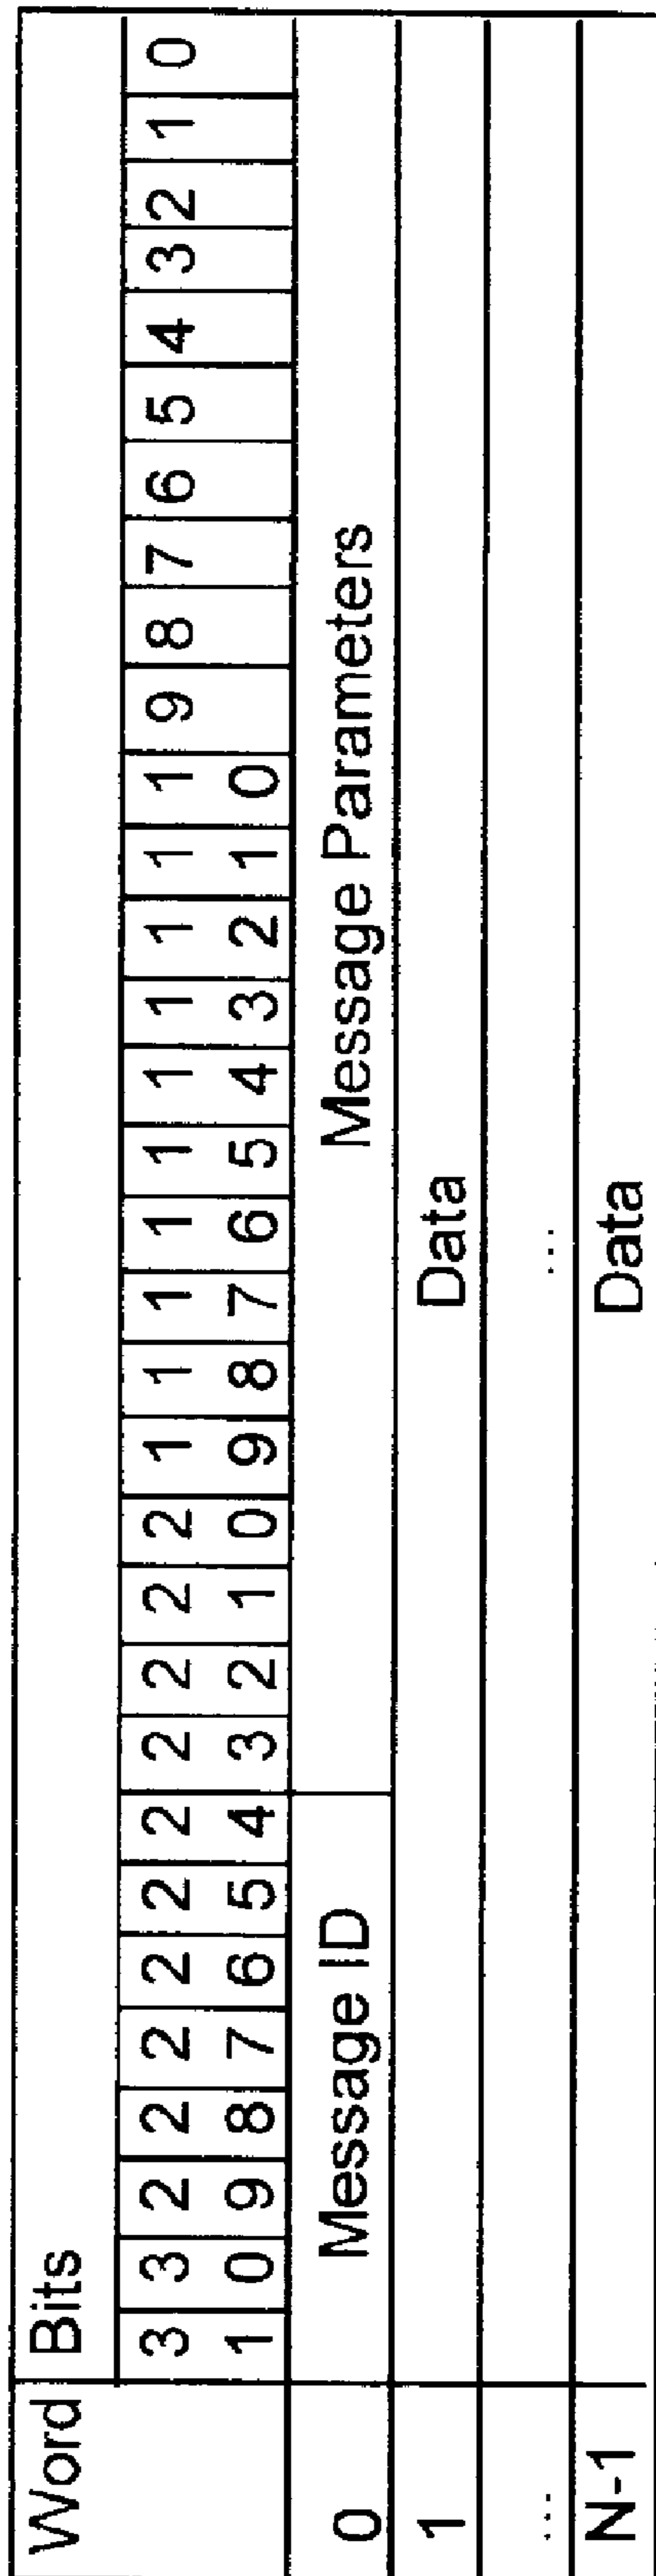 Word Bits
3 3 2 2 2 2 2 2 2 2 2 2 1 1 1 1 1 1 1 1 1 1 9 8 7 6 5 4 3 2 1 0
1 0 9 8 7 6 5 4 3 2 1 0 9 8 7 6 5 4 3 2 1 0
0 Message ID Message Parameters
1 Data
... ...
N-1 Data